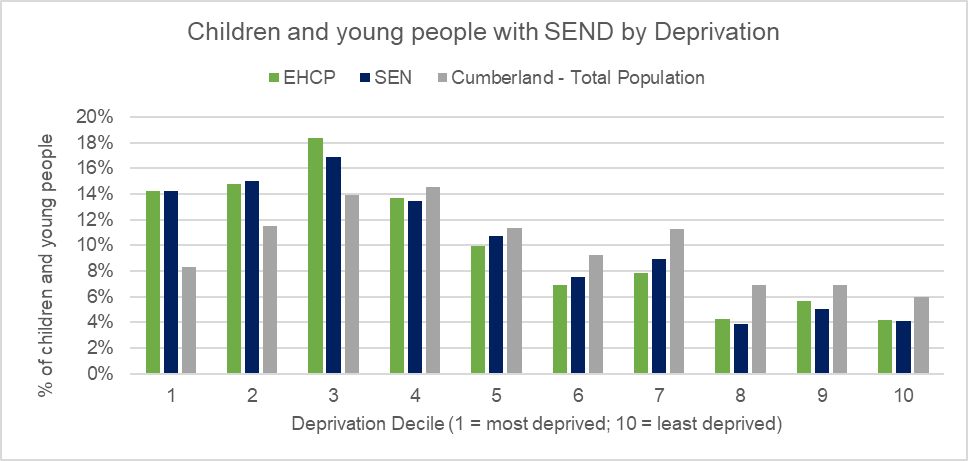 Children and young people with SEND by Deprivation
EHCP SEN Cumberland - Total Population
% of children and young people
20%
18%
16%
14%
12%
10%
8%
6%
4%
2%
0%
1 2 3 4 5 6 7 8 9 10
Deprivation Decile (1 = most deprived; 10 = least deprived)